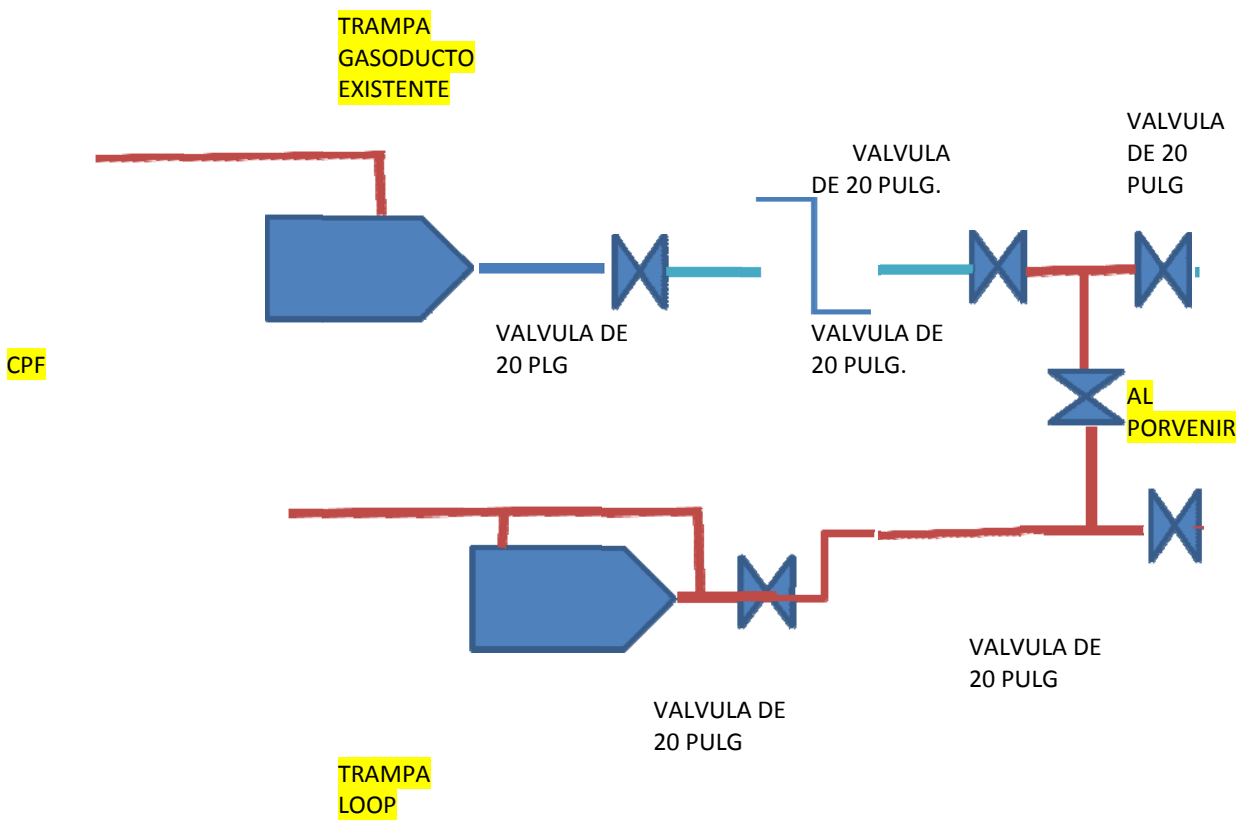 TRAMPA
GASODUCTO
EXISTENTE
VALVULA
DE 20 PULG.
VALVULA
DE 20
PULG
VALVULA DE
20 PLG
VALVULA DE
20 PULG.
CPF
AL
PORVENIR
VALVULA DE
20 PULG
VALVULA DE
20 PULG
TRAMPA
LOOP